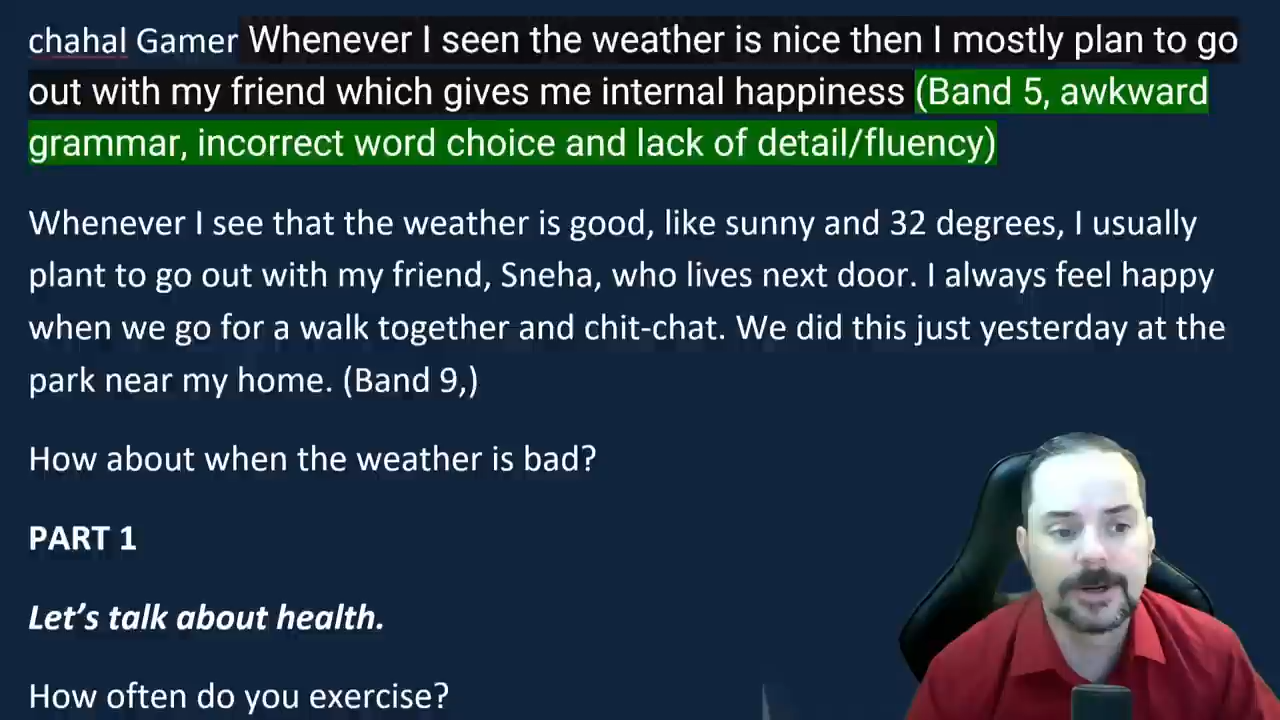 chahal Gamer Whenever I seen the weather is nice then I mostly plan to go
out with my friend which gives me internal happiness (Band 5, awkward
grammar, incorrect word choice and lack of detail/fluency)
Whenever I see that the weather is good, like sunny and 32 degrees, I usually
plant to go out with my friend, Sneha, who lives next door. I always feel happy
when we go for a walk together and chit-chat. We did this just yesterday at the
park near my home. (Band 9,)
How about when the weather is bad?
PART 1
Let’s talk about health.
How often do you exercise?